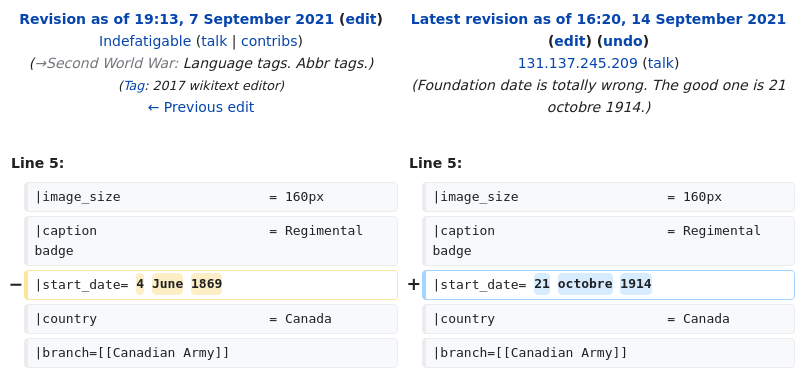 Revision as of 19:13, 7 September 2021 (edit)
Indefatigable (talk | contribs)
(→Second World War: Language tags. Abbr tags.)
(Tag: 2017 wikitext editor)
← Previous edit
Latest revision as of 16:20, 14 September 2021
(edit) (undo)
131.137.245.209 (talk)
(Foundation date is totally wrong. The good one is 21
octobre 1914.)
Line 5:
|image_size = 160px
|caption = Regimental
badge
− |start_date= 4 June 1869
|country = Canada
|branch=[[Canadian Army]]
Line 5:
|image_size = 160px
|caption = Regimental
badge
+ |start_date= 21 octobre 1914
|country = Canada
|branch=[[Canadian Army]]